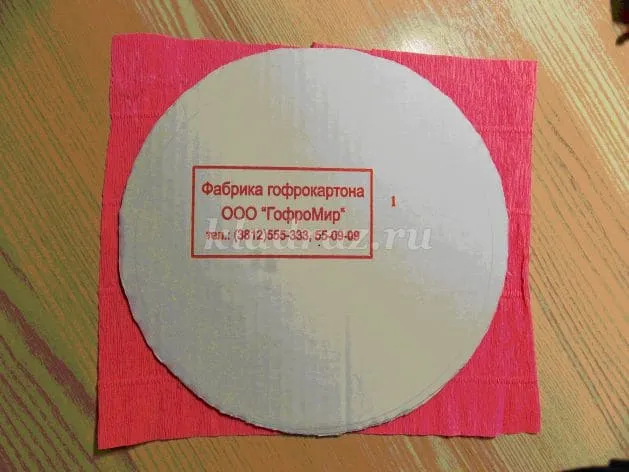 Фабрика гофрокартона
ООО "ГофроМир"
тел.: (3812)555-333, 55-09-09
1
kladraz.ru